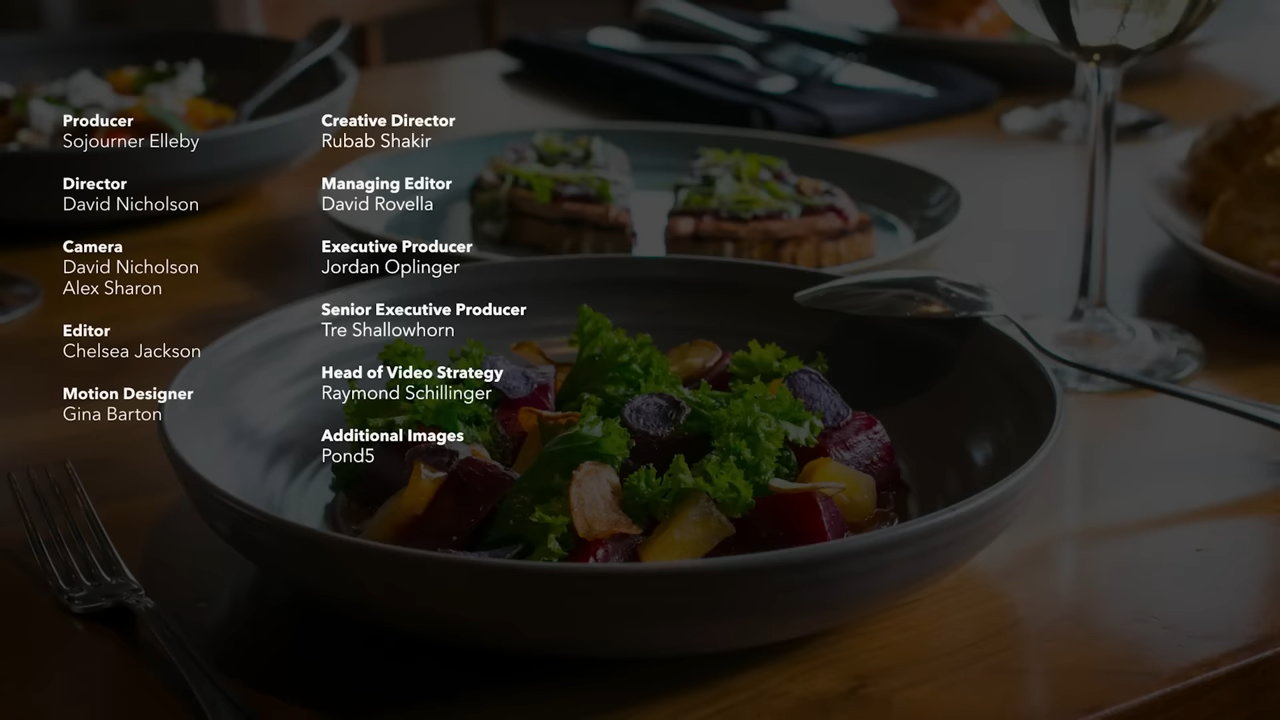 Producer
Sojourner Elleby
Director
David Nicholson
Camera
David Nicholson
Alex Sharon
Editor
Chelsea Jackson
Motion Designer
Gina Barton
Creative Director
Rubab Shakir
Managing Editor
David Rovella
Executive Producer
Jordan Oplinger
Senior Executive Producer
Tre Shallowhorn
Head of Video Strategy
Raymond Schillinger
Additional Images
Pond5